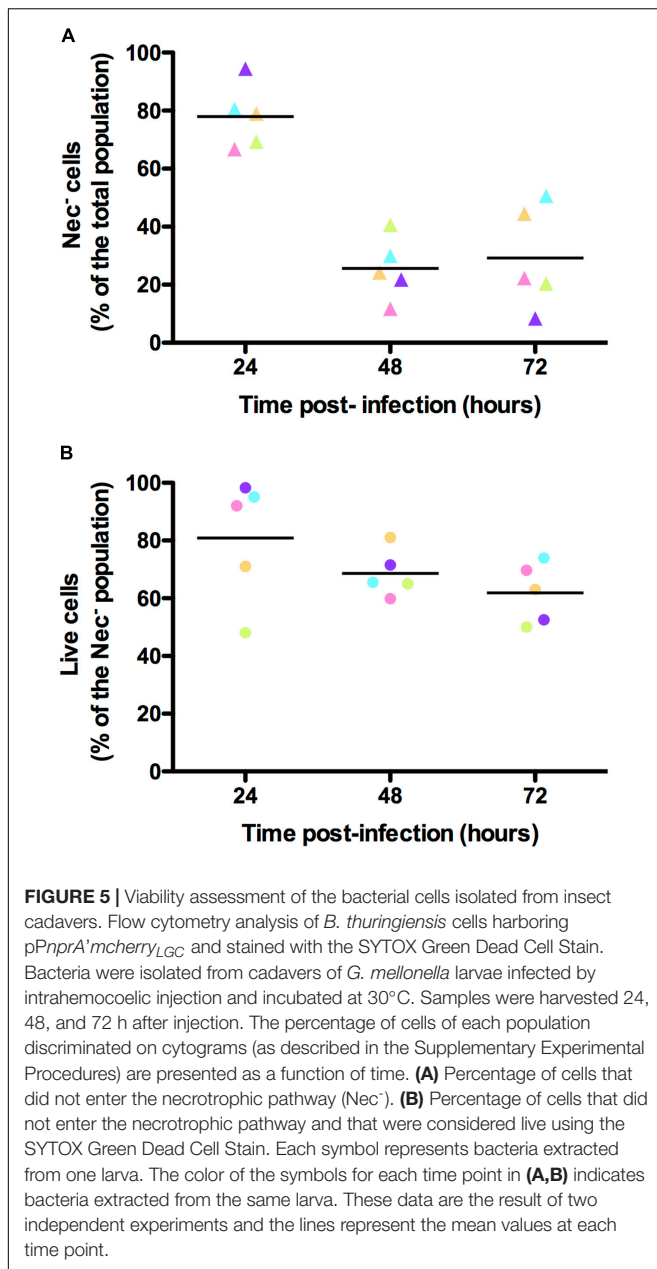 A
100
80
60
40
20
0
Nec⁻ cells
(% of the total population)
24 48 72
Time post- infection (hours)
B
100
80
60
40
20
0
Live cells
(% of the Nec⁻ population)
24 48 72
Time post-infection (hours)
FIGURE 5 | Viability assessment of the bacterial cells isolated from insect
cadavers. Flow cytometry analysis of B. thuringiensis cells harboring
pPnprA'mcherryLGC and stained with the SYTOX Green Dead Cell Stain.
Bacteria were isolated from cadavers of G. mellonella larvae infected by
intrahemocoelic injection and incubated at 30°C. Samples were harvested 24,
48, and 72 h after injection. The percentage of cells of each population
discriminated on cytograms (as described in the Supplementary Experimental
Procedures) are presented as a function of time. (A) Percentage of cells that
did not enter the necrotrophic pathway (Nec⁻). (B) Percentage of cells that did
not enter the necrotrophic pathway and that were considered live using the
SYTOX Green Dead Cell Stain. Each symbol represents bacteria extracted
from one larva. The color of the symbols for each time point in (A,B) indicates
bacteria extracted from the same larva. These data are the result of two
independent experiments and the lines represent the mean values at each
time point.